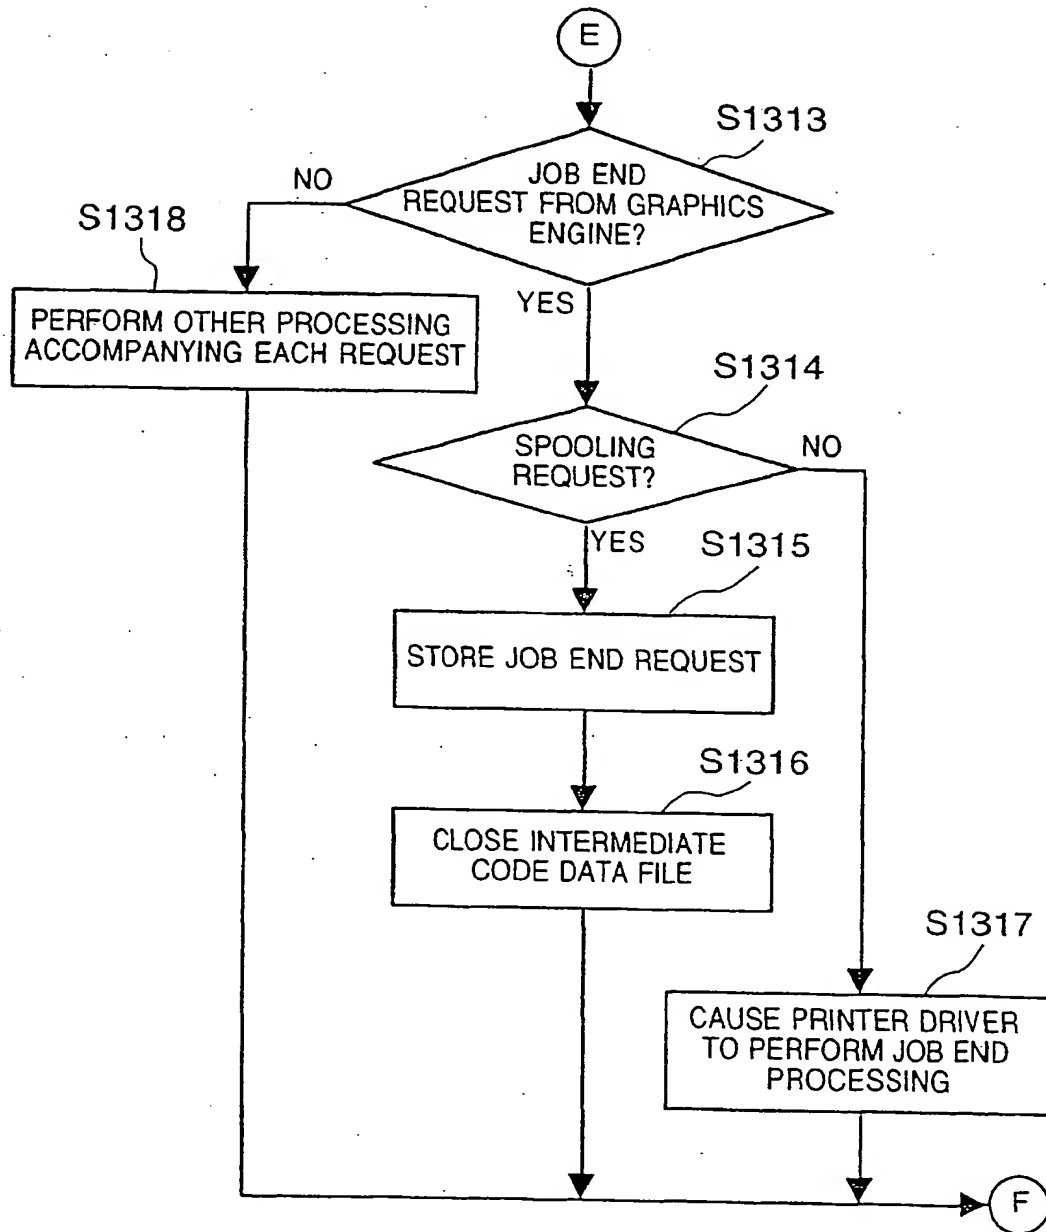 E
S1313
JOB END
REQUEST FROM GRAPHICS
ENGINE?
NO
S1318
YES
PERFORM OTHER PROCESSING
ACCOMPANYING EACH REQUEST
S1314
SPOOLING
REQUEST?
NO
YES
S1315
STORE JOB END REQUEST
S1316
CLOSE INTERMEDIATE
CODE DATA FILE
S1317
CAUSE PRINTER DRIVER
TO PERFORM JOB END
PROCESSING
F